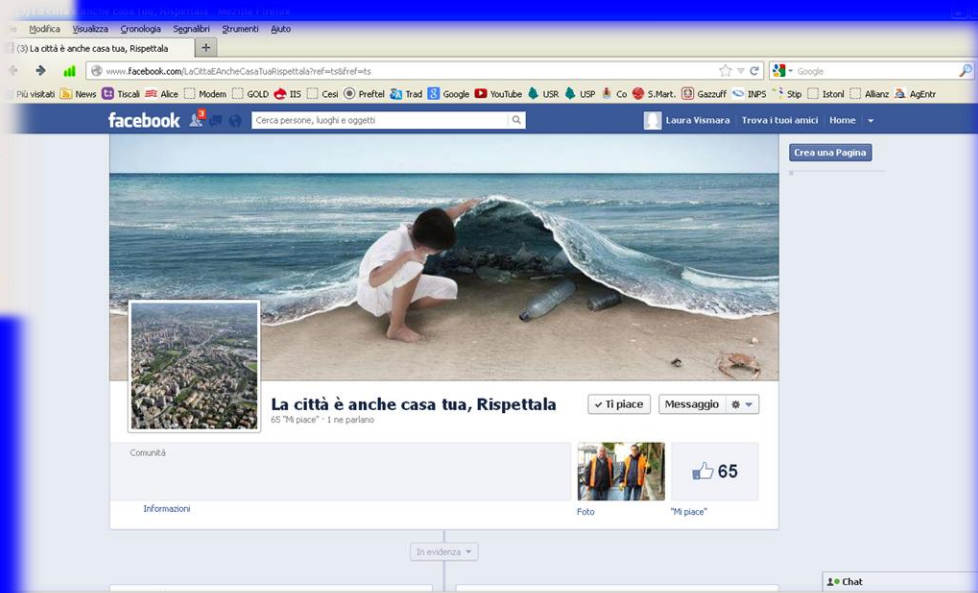 Modifica Visualizza Cronologia Segnalibri Strumenti Aiuto
(3) La città è anche casa tua, Rispettala +
www.facebook.com/LaCittaEAncheCasaTuaRispettala?ref=ts&fref=ts Google
Più visitati News Tiscali Alice Modem GOLD IIS Cesi Preftel Trad Google YouTube USR USP Co S.Mart. Gazzuff INPS Stip Istonl Allianz AgEntr
facebook 3 Cerca persone, luoghi e oggetti Laura Vismara Trova i tuoi amici Home
Crea una Pagina
La città è anche casa tua, Rispettala Ti piace Messaggio
65 "Mi piace" · 1 ne parlano
Comunità
65
Informazioni Foto "Mi piace"
In evidenza
Chat